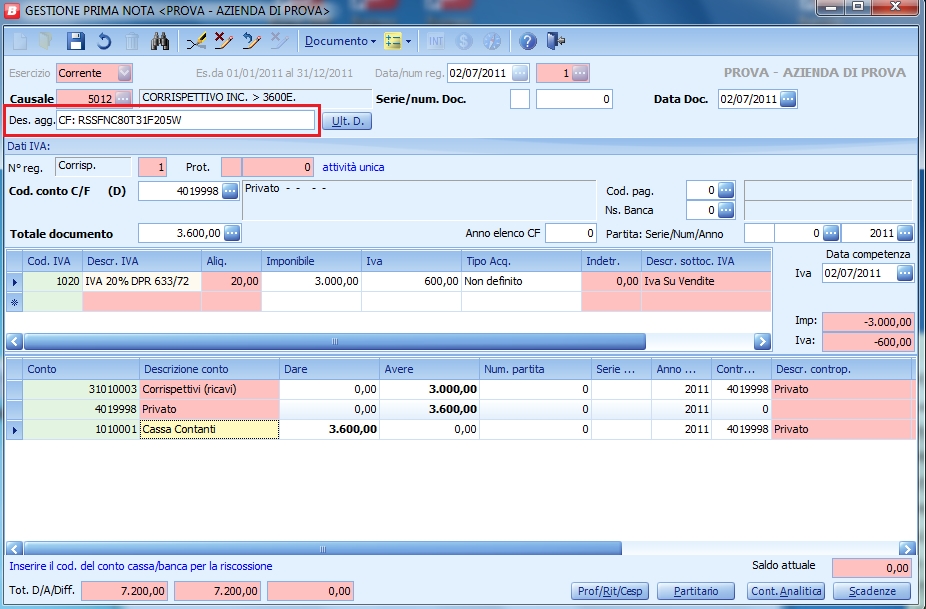 B GESTIONE PRIMA NOTA <PROVA - AZIENDA DI PROVA>
Documento INT $ ?
Esercizio Corrente Es.da 01/01/2011 al 31/12/2011 Data/num reg. 02/07/2011 1 PROVA - AZIENDA DI PROVA
Causale 5012 CORRISPETTIVO INC. > 3600E. Serie/num. Doc. 0 Data Doc. 02/07/2011
Des. agg. CF: RSSFNC80T31F205W Ult. D.
Dati IVA:
N° reg. Corrisp. 1 Prot. 0 attività unica
Cod. conto C/F (D) 4019998 Privato - - - - Cod. pag. 0
Ns. Banca 0
Totale documento 3.600,00 Anno elenco CF 0 Partita: Serie/Num/Anno 0 2011
Cod. IVA Descr. IVA Aliq. Imponibile Iva Tipo Acq. Indetr. Descr. sottoc. IVA Data competenza
1020 IVA 20% DPR 633/72 20,00 3.000,00 600,00 Non definito 0,00 Iva Su Vendite Iva 02/07/2011
Imp: -3.000,00
Iva: -600,00
Conto Descrizione conto Dare Avere Num. partita Serie ... Anno ... Contr... Descr. controp.
31010003 Corrispettivi (ricavi) 0,00 3.000,00 0 2011 4019998 Privato
4019998 Privato 0,00 3.600,00 0 2011 0
1010001 Cassa Contanti 3.600,00 0,00 0 2011 4019998 Privato
Inserire il cod. del conto cassa/banca per la riscossione Saldo attuale 0,00
Tot. D/A/Diff. 7.200,00 7.200,00 0,00 Prof/Rit/Cesp Partitario Cont. Analitica Scadenze